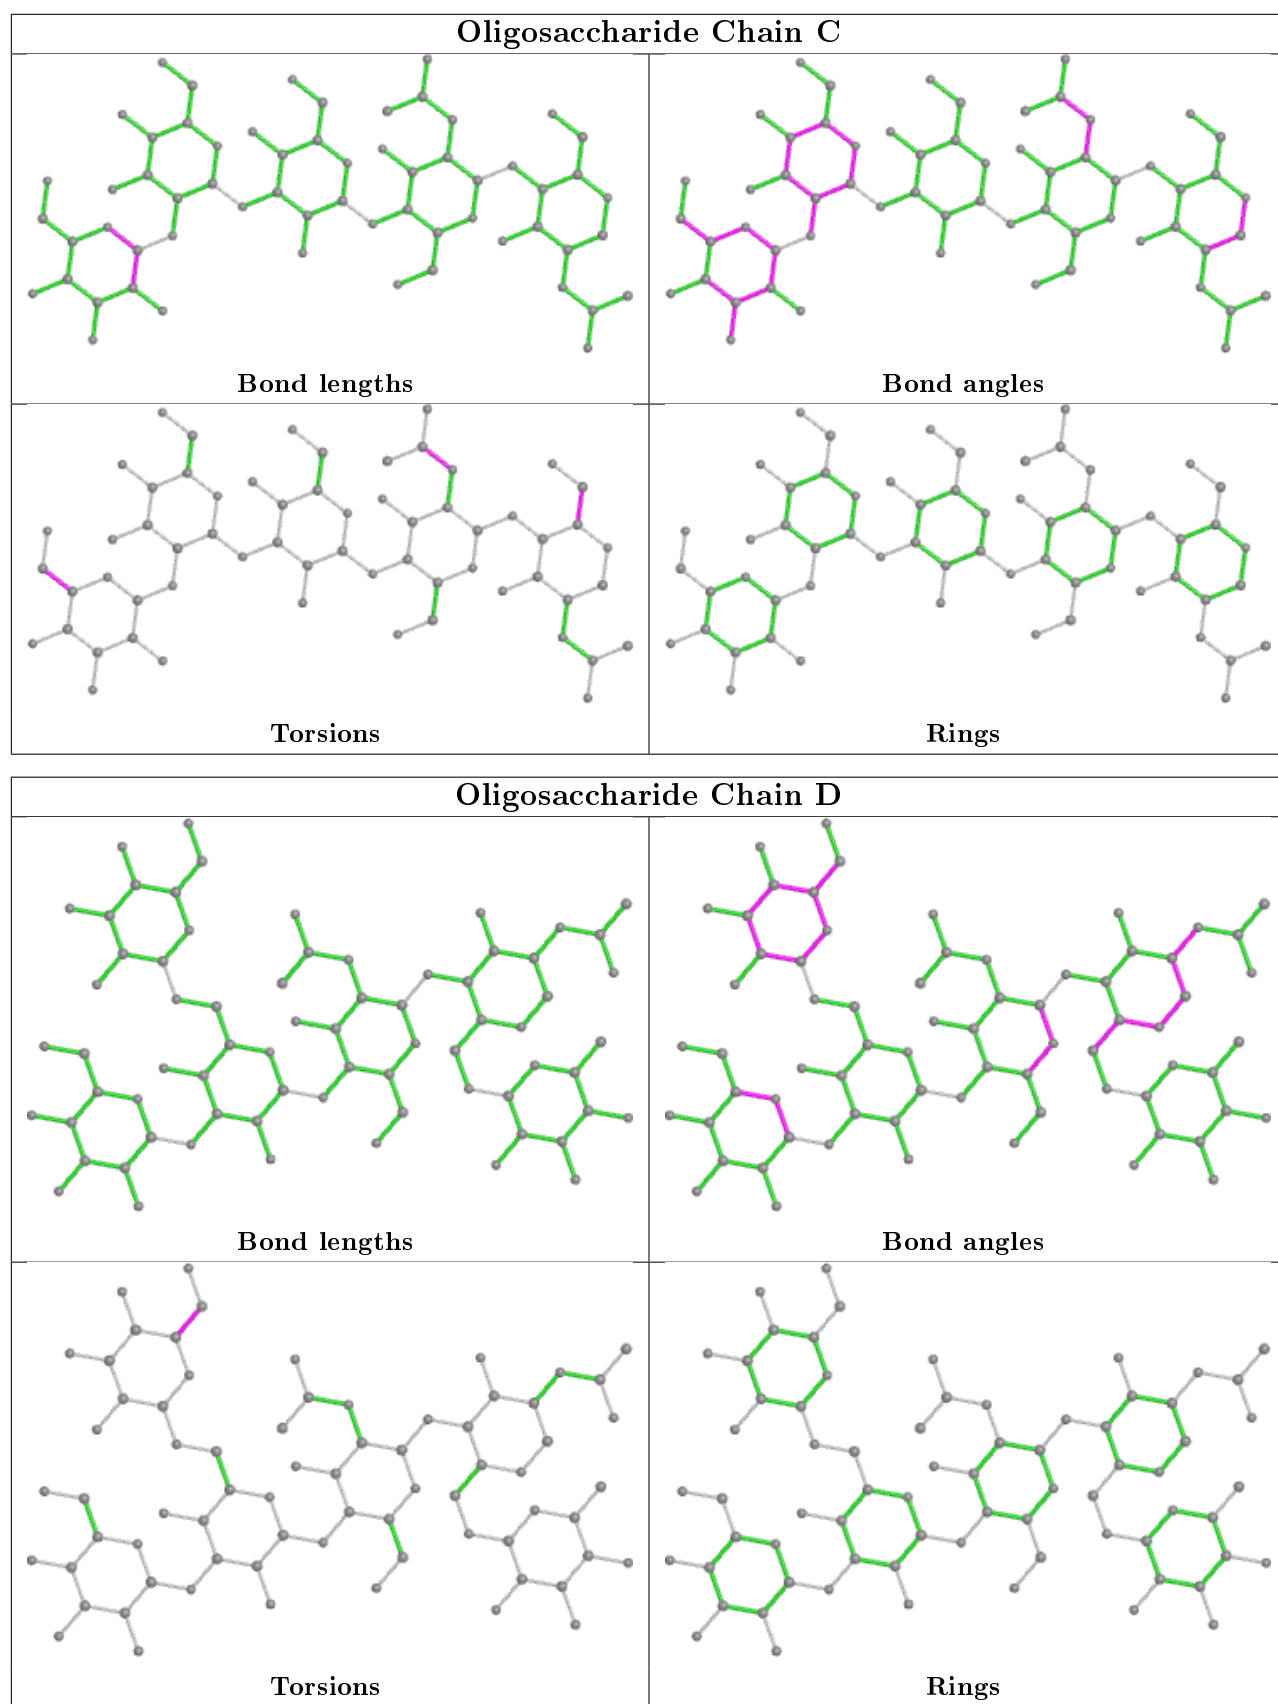 Oligosaccharide Chain C
Bond lengths
Bond angles
Torsions
Rings
Oligosaccharide Chain D
Bond lengths
Bond angles
Torsions
Rings